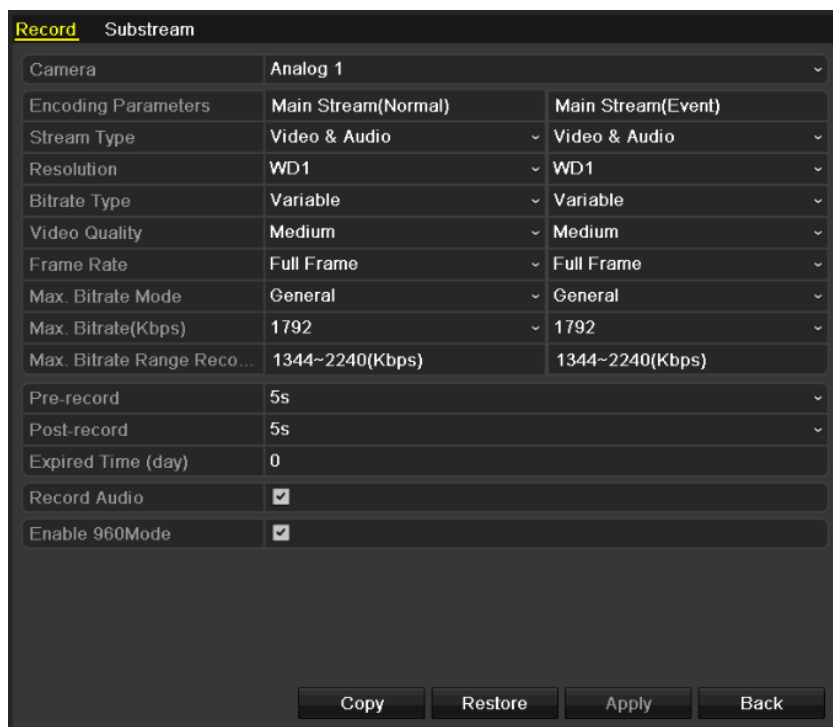 Record Substream
Camera Analog 1
Encoding Parameters Main Stream(Normal) Main Stream(Event)
Stream Type Video & Audio Video & Audio
Resolution WD1 WD1
Bitrate Type Variable Variable
Video Quality Medium Medium
Frame Rate Full Frame Full Frame
Max. Bitrate Mode General General
Max. Bitrate(Kbps) 1792 1792
Max. Bitrate Range Reco... 1344~2240(Kbps) 1344~2240(Kbps)
Pre-record 5s
Post-record 5s
Expired Time (day) 0
Record Audio
Enable 960Mode
Copy Restore Apply Back